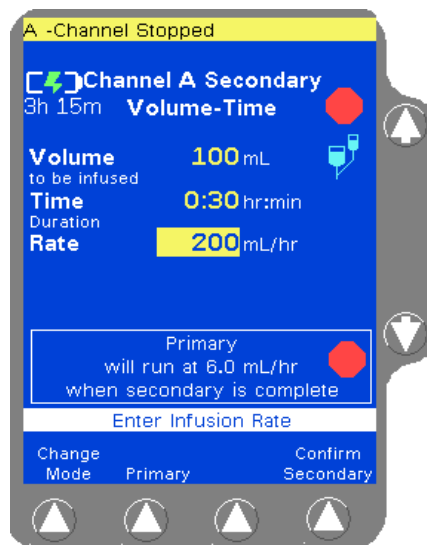 A -Channel Stopped
Channel A Secondary
3h 15m Volume-Time
Volume 100 mL
to be infused
Time 0:30 hr:min
Duration
Rate 200 mL/hr
Primary
will run at 6.0 mL/hr
when secondary is complete
Enter Infusion Rate
Change Confirm
Mode Primary Secondary